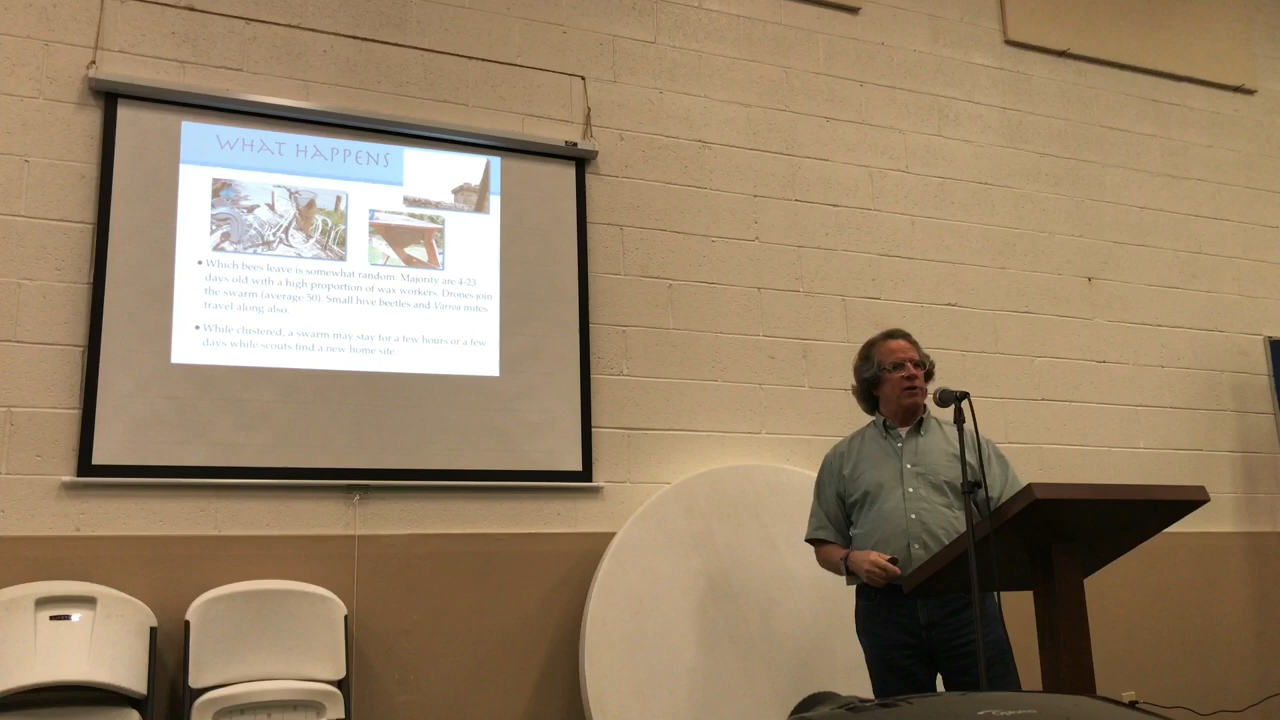 WHAT HAPPENS
• Which bees leave is somewhat random. Majority are 4-23
days old with a high proportion of wax workers. Drones join
the swarm (average 50). Small hive beetles and Varroa mites
travel along also.
• While clustered, a swarm may stay for a few hours or a few
days while scouts find a new home site.
Optoma